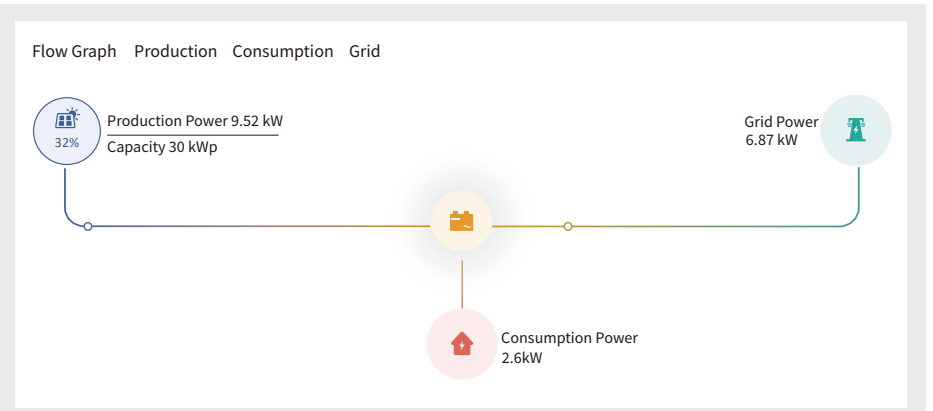 Flow Graph Production Consumption Grid
Production Power 9.52 kW
32%
Capacity 30 kWp
Grid Power
6.87 kW
Consumption Power
2.6kW